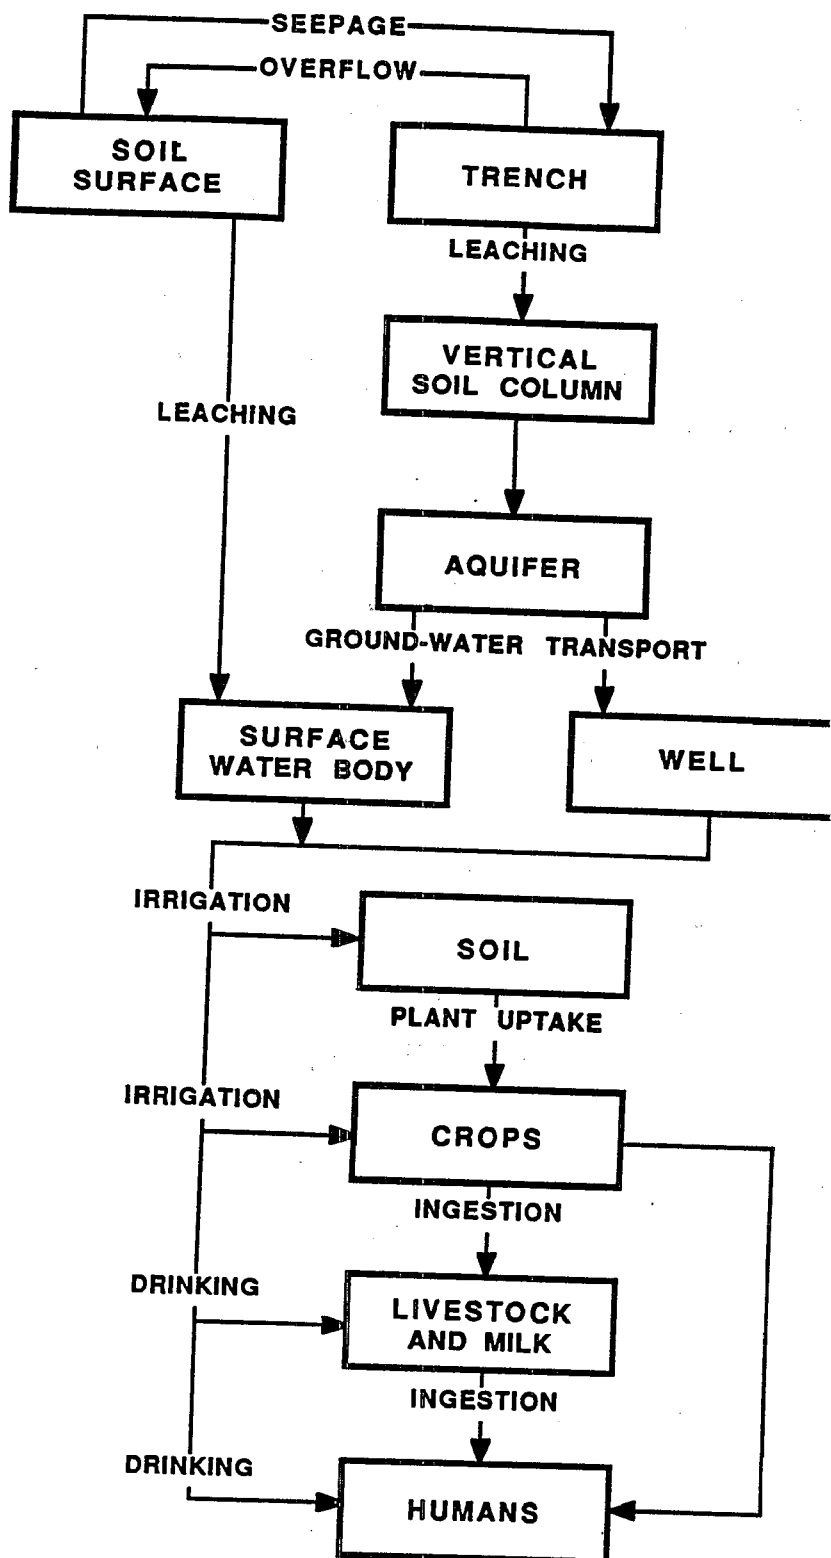 SEEPAGE
OVERFLOW
SOIL
SURFACE
TRENCH
LEACHING
VERTICAL
SOIL COLUMN
LEACHING
AQUIFER
GROUND-WATER TRANSPORT
SURFACE
WATER BODY
WELL
IRRIGATION
SOIL
PLANT UPTAKE
IRRIGATION
CROPS
INGESTION
DRINKING
LIVESTOCK
AND MILK
INGESTION
DRINKING
HUMANS